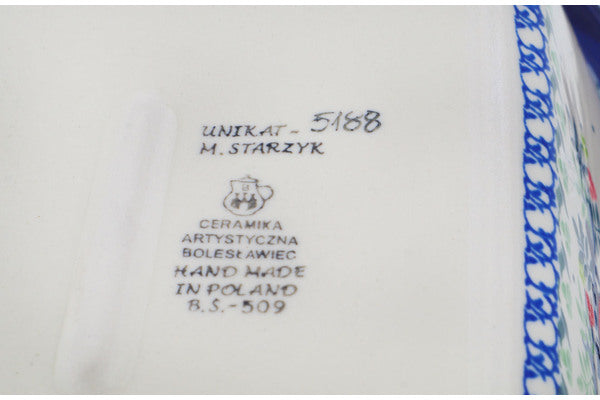 UNIKAT- 5188
M. STARZYK
CERAMIKA
ARTYSTYCZNA
BOLESŁAWIEC
HAND MADE
IN POLAND
B.S.-509